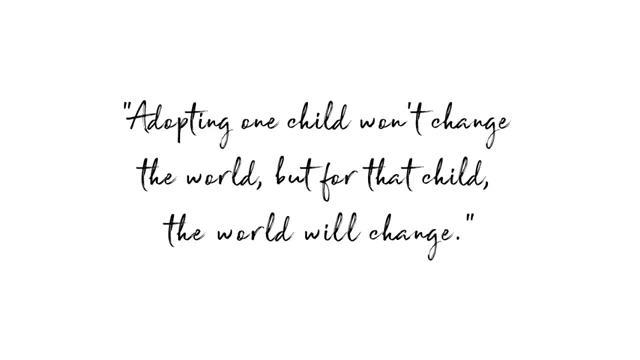 "Adopting one child won't change
the world, but for that child,
the world will change."